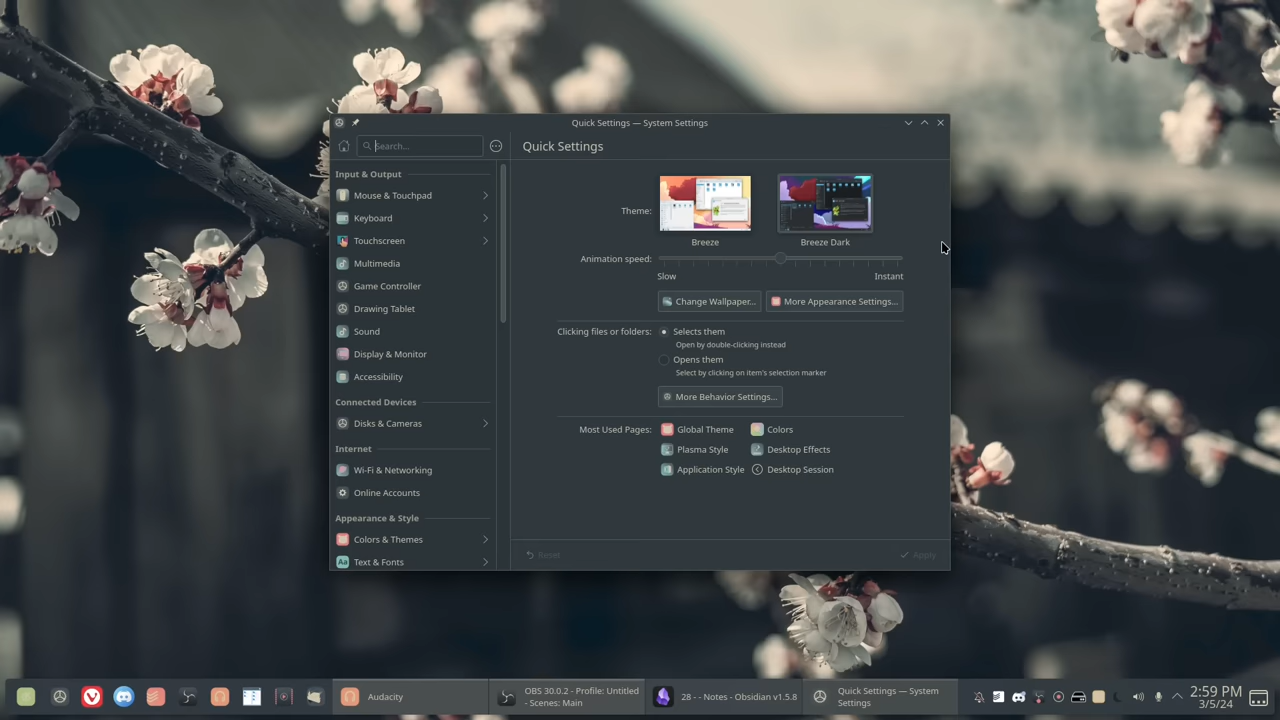 Quick Settings — System Settings
Search...
Quick Settings
Input & Output
Mouse & Touchpad
Keyboard
Touchscreen
Multimedia
Game Controller
Drawing Tablet
Sound
Display & Monitor
Accessibility
Connected Devices
Disks & Cameras
Internet
Wi-Fi & Networking
Online Accounts
Appearance & Style
Colors & Themes
Aa Text & Fonts
Theme:
Breeze
Breeze Dark
Animation speed:
Slow
Instant
Change Wallpaper...
More Appearance Settings...
Clicking files or folders:
Selects them
Open by double-clicking instead
Opens them
Select by clicking on item's selection marker
More Behavior Settings...
Most Used Pages:
Global Theme
Colors
Plasma Style
Desktop Effects
Application Style
Desktop Session
Reset
Apply
Audacity
OBS 30.0.2 - Profile: Untitled
- Scenes: Main
28 - - Notes - Obsidian v1.5.8
Quick Settings — System
Settings
2:59 PM
3/5/24